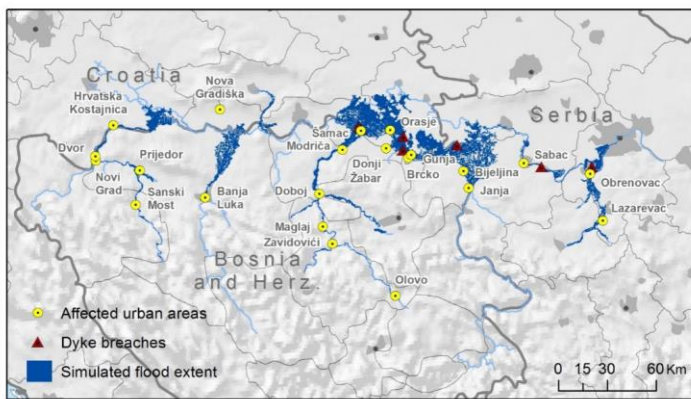 Croatia
Nova
Gradiška
Hrvatska
Kostajnica
Serbia
Orasje
Šamac
Modriča
Dvor
Prijedor
Donji
Žabar
Gunja
Brčko
Sabac
Bijeljina
Novi
Grad
Sanski
Most
Banja
Luka
Doboj
Janja
Obrenovac
Lazarevac
Maglaj
Zavidovići
Bosnia
and Herz.
Olovo
Affected urban areas
Dyke breaches
Simulated flood extent
0 15 30 60 Km